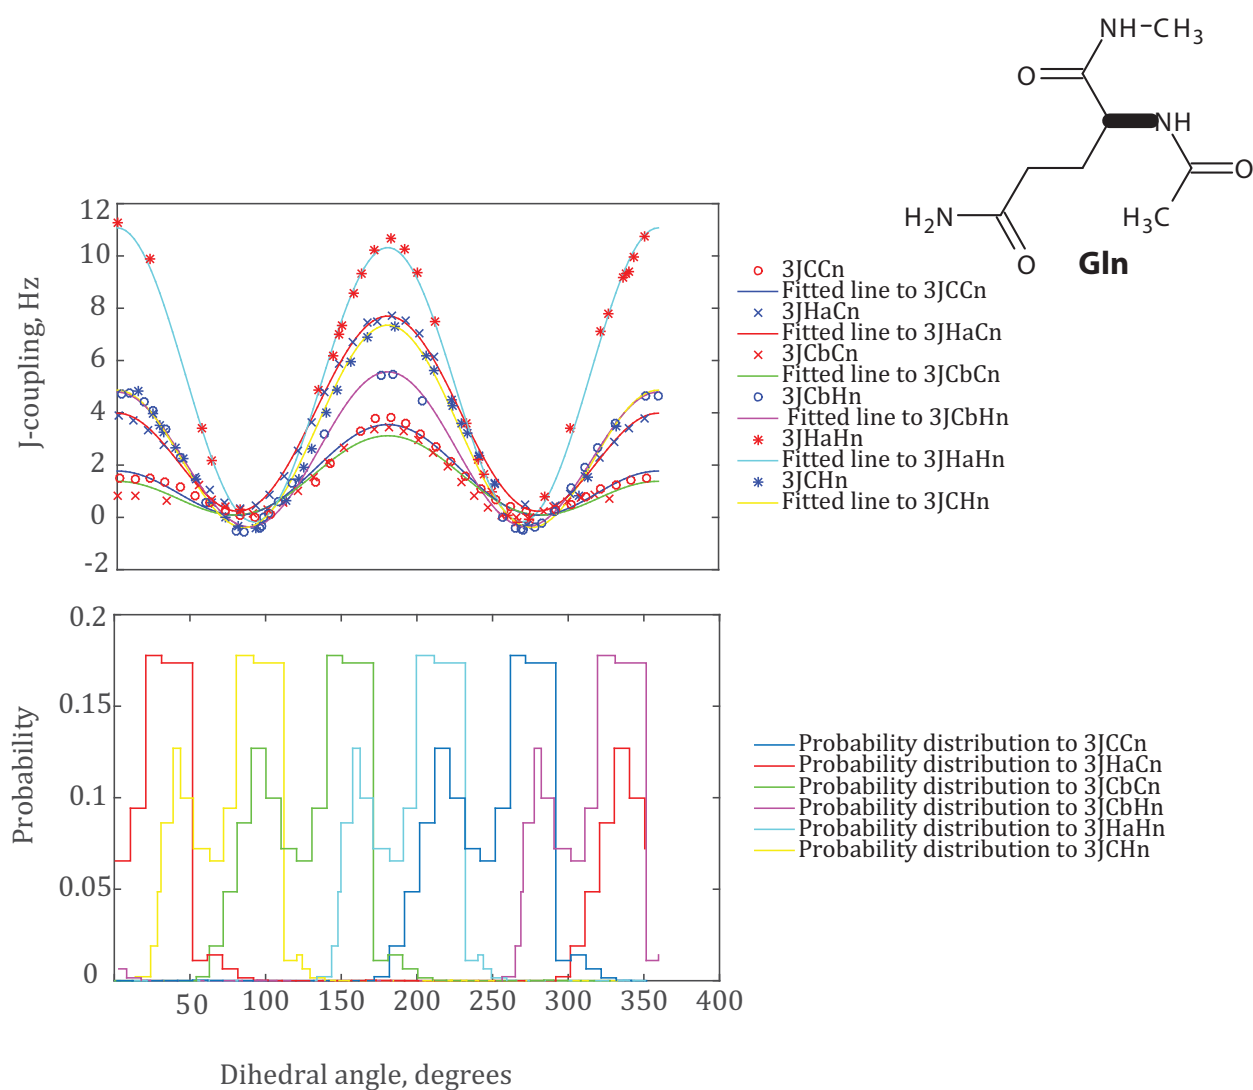 NH-CH3
O
NH
O
H2N
H3C
O
Gln
12
10
8
6
4
2
0
-2
J-coupling, Hz
3JCCn
Fitted line to 3JCCn
3JHaCn
Fitted line to 3JHaCn
3JCbCn
Fitted line to 3JCbCn
3JCbHn
Fitted line to 3JCbHn
3JHaHn
Fitted line to 3JHaHn
3JCHn
Fitted line to 3JCHn
0.2
0.15
0.1
0.05
0
Probability
Probability distribution to 3JCCn
Probability distribution to 3JHaCn
Probability distribution to 3JCbCn
Probability distribution to 3JCbHn
Probability distribution to 3JHaHn
Probability distribution to 3JCHn
50 100 150 200 250 300 350 400
Dihedral angle, degrees